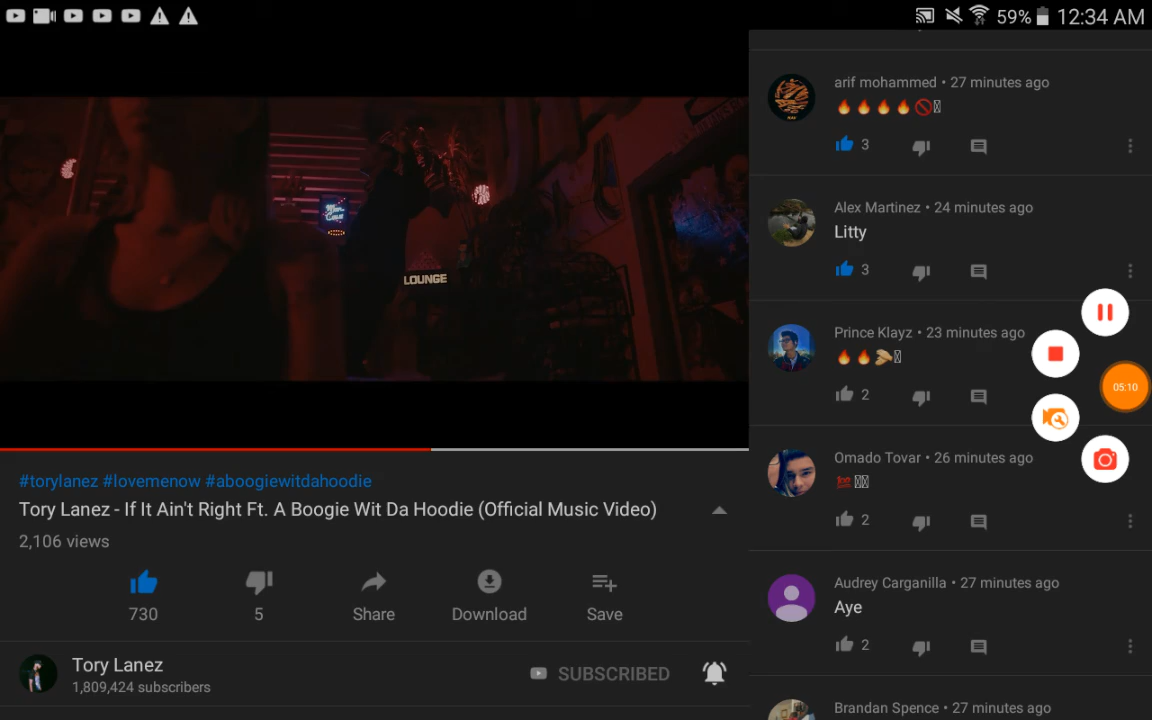 59% 12:34 AM
LOUNGE
#torylanez #lovemenow #aboogiewitdahoodie
Tory Lanez - If It Ain't Right Ft. A Boogie Wit Da Hoodie (Official Music Video)
2,106 views
730
5
Share
Download
Save
Tory Lanez
1,809,424 subscribers
SUBSCRIBED
arif mohammed • 27 minutes ago
🔥🔥🔥🔥🚫
3
Alex Martinez • 24 minutes ago
Litty
3
Prince Klayz • 23 minutes ago
🔥🔥👏
2
Omado Tovar • 26 minutes ago
💯
2
Audrey Carganilla • 27 minutes ago
Aye
2
Brandan Spence • 27 minutes ago
05:10